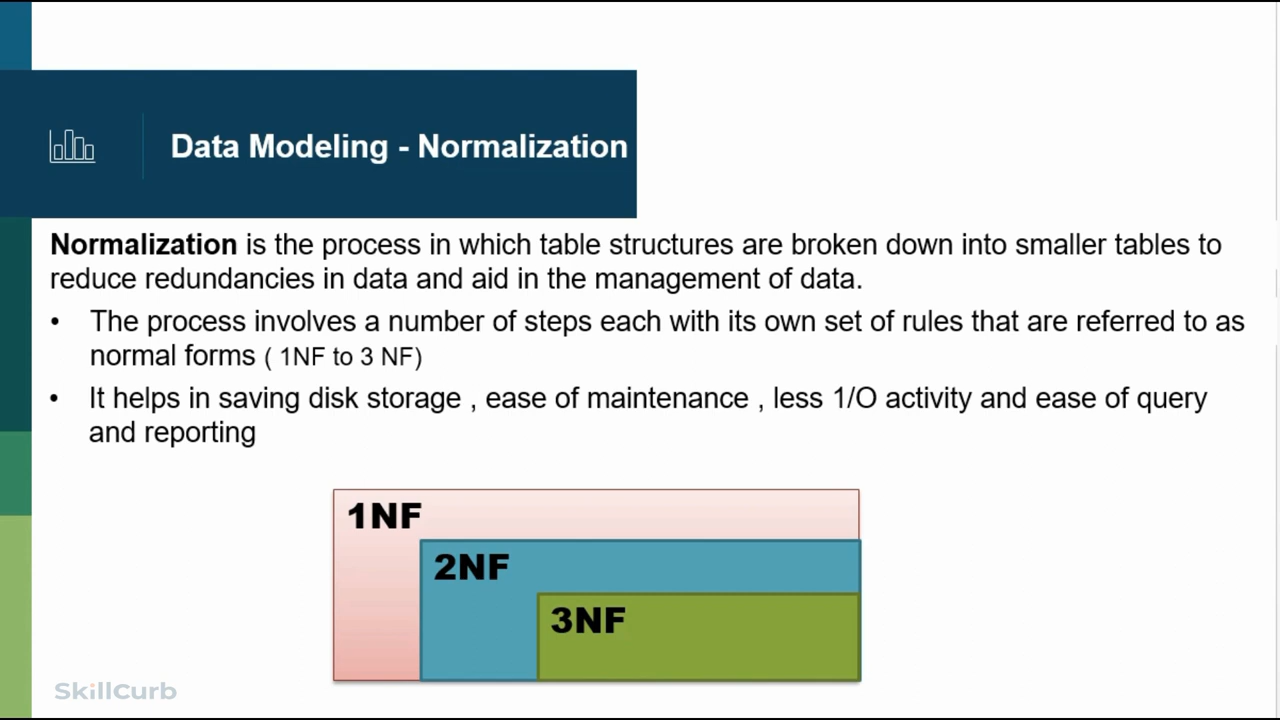 Data Modeling - Normalization
Normalization is the process in which table structures are broken down into smaller tables to
reduce redundancies in data and aid in the management of data.
• The process involves a number of steps each with its own set of rules that are referred to as
normal forms ( 1NF to 3 NF)
• It helps in saving disk storage , ease of maintenance , less 1/O activity and ease of query
and reporting
1NF
2NF
3NF
SkillCurb